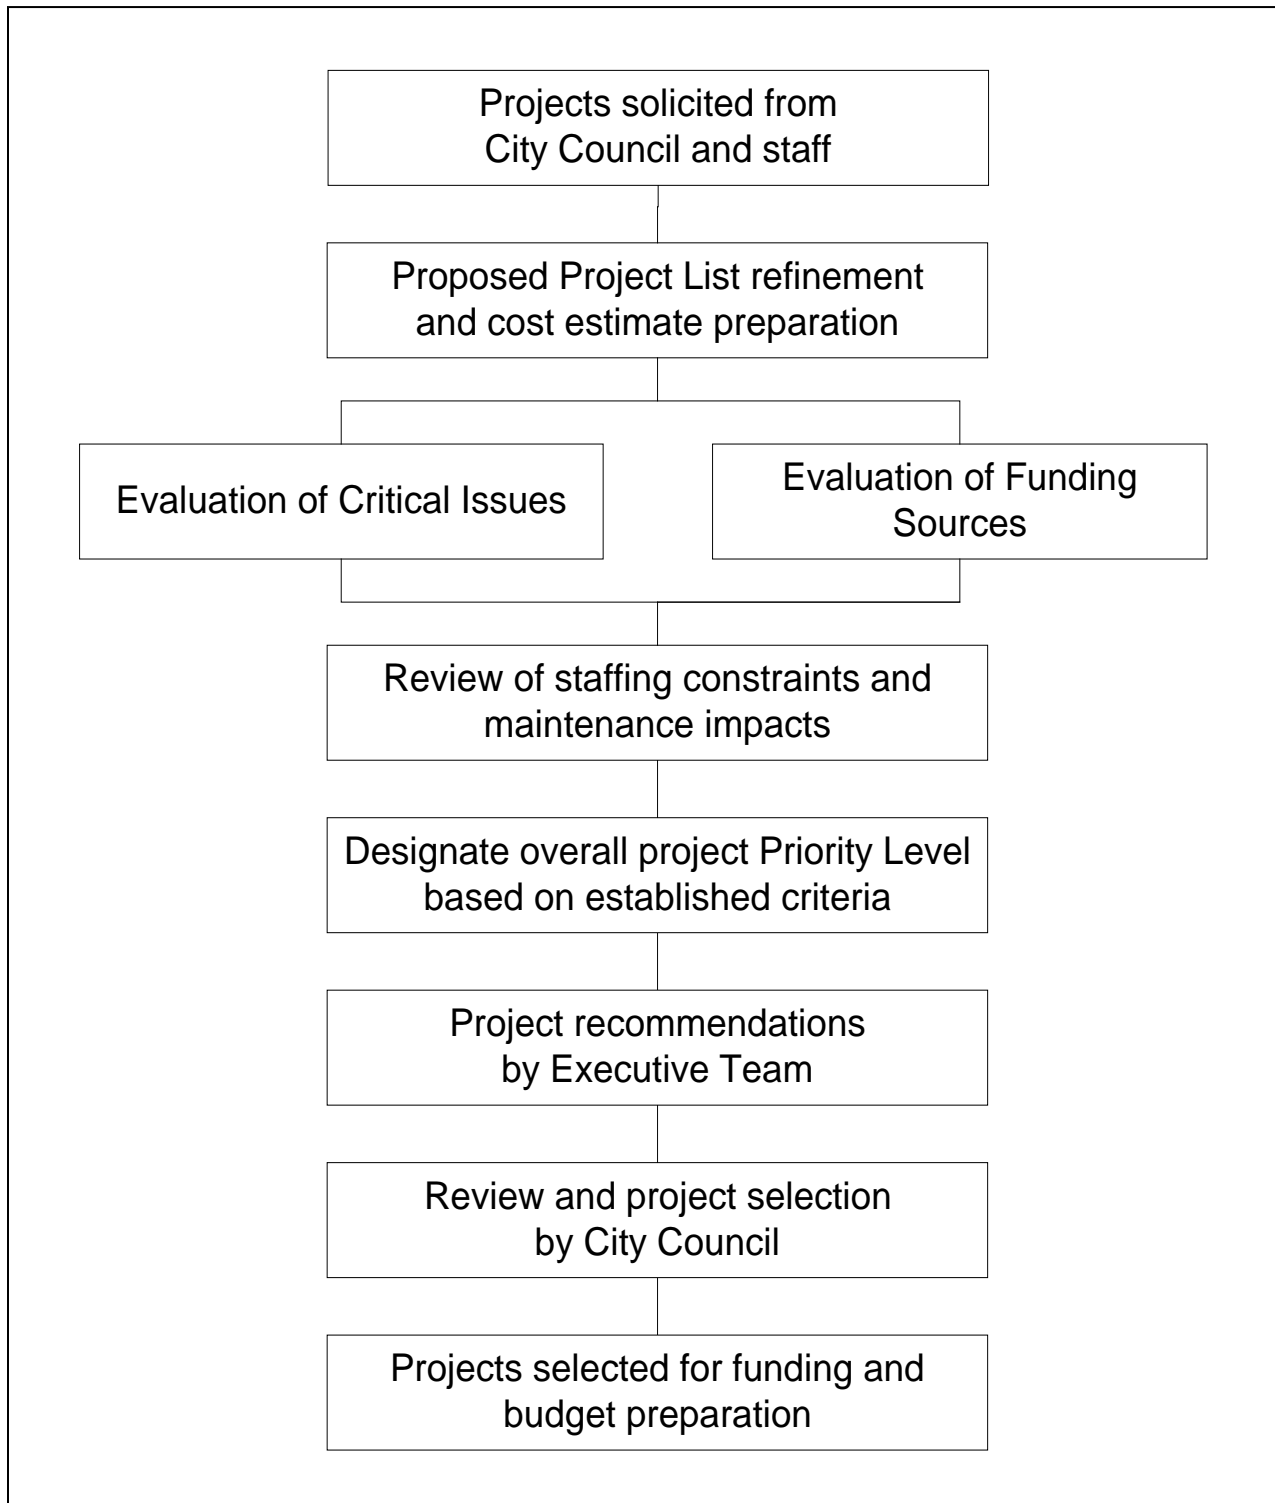 Projects solicited from
City Council and staff
Proposed Project List refinement
and cost estimate preparation
Evaluation of Critical Issues
Evaluation of Funding
Sources
Review of staffing constraints and
maintenance impacts
Designate overall project Priority Level
based on established criteria
Project recommendations
by Executive Team
Review and project selection
by City Council
Projects selected for funding and
budget preparation